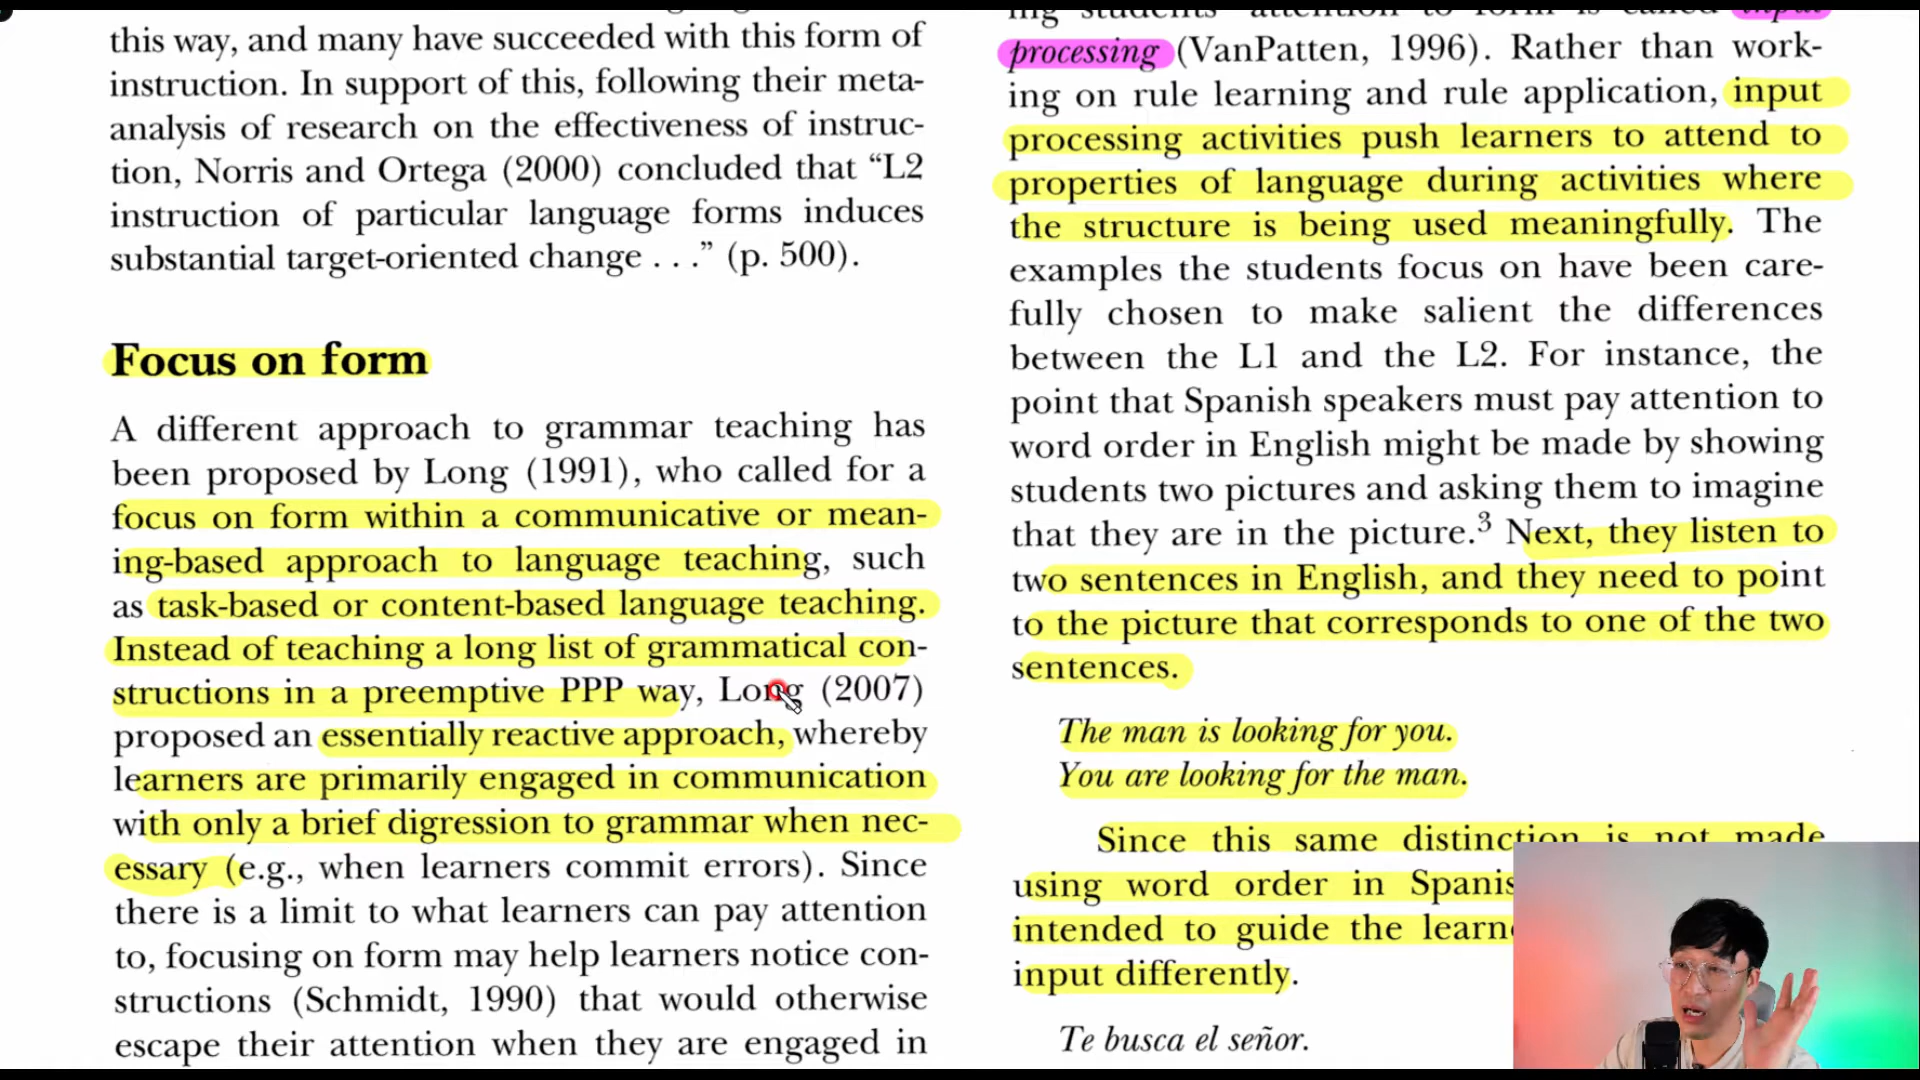 this way, and many have succeeded with this form of
instruction. In support of this, following their meta-
analysis of research on the effectiveness of instruc-
tion, Norris and Ortega (2000) concluded that “L2
instruction of particular language forms induces
substantial target-oriented change . . .” (p. 500).
Focus on form
A different approach to grammar teaching has
been proposed by Long (1991), who called for a
focus on form within a communicative or mean-
ing-based approach to language teaching, such
as task-based or content-based language teaching.
Instead of teaching a long list of grammatical con-
structions in a preemptive PPP way, Long (2007)
proposed an essentially reactive approach, whereby
learners are primarily engaged in communication
with only a brief digression to grammar when nec-
essary (e.g., when learners commit errors). Since
there is a limit to what learners can pay attention
to, focusing on form may help learners notice con-
structions (Schmidt, 1990) that would otherwise
escape their attention when they are engaged in
ing students’ attention to form is called input
processing (VanPatten, 1996). Rather than work-
ing on rule learning and rule application, input
processing activities push learners to attend to
properties of language during activities where
the structure is being used meaningfully. The
examples the students focus on have been care-
fully chosen to make salient the differences
between the L1 and the L2. For instance, the
point that Spanish speakers must pay attention to
word order in English might be made by showing
students two pictures and asking them to imagine
that they are in the picture.³ Next, they listen to
two sentences in English, and they need to point
to the picture that corresponds to one of the two
sentences.
The man is looking for you.
You are looking for the man.
Since this same distinction is not made
using word order in Spanis
intended to guide the learne
input differently.
Te busca el señor.